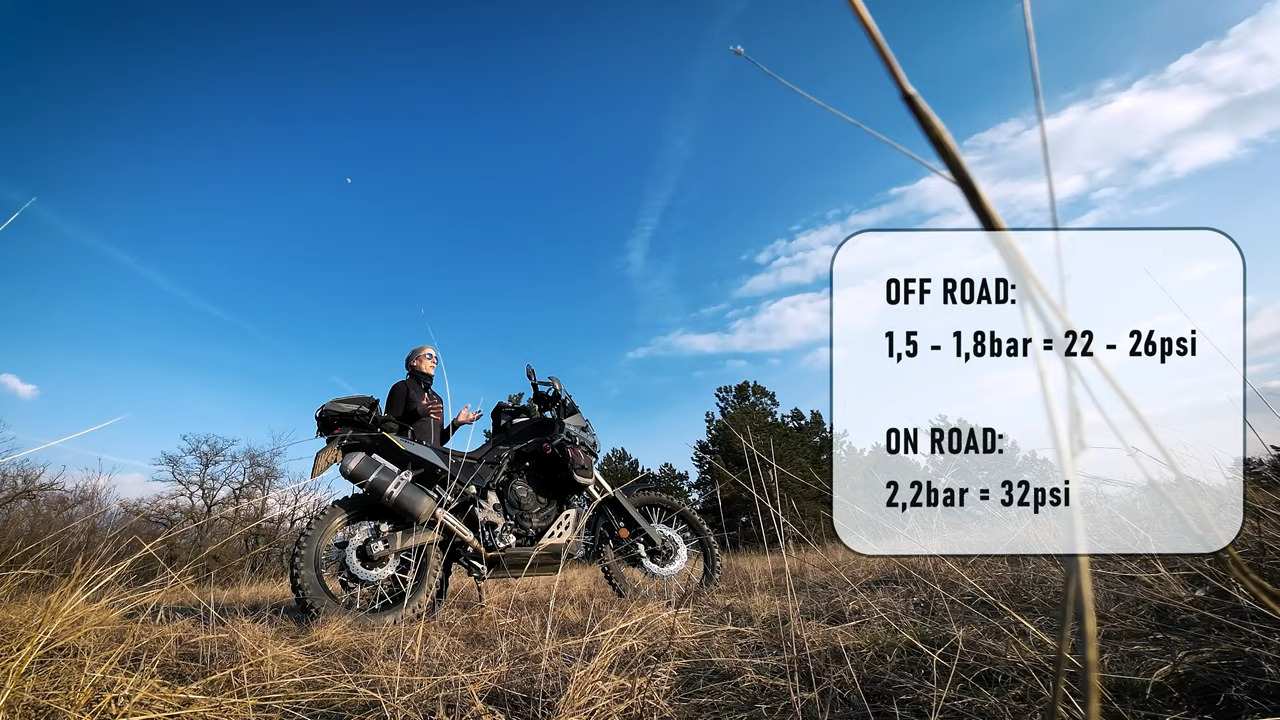 OFF ROAD:
1,5 - 1,8bar = 22 - 26psi
ON ROAD:
2,2bar = 32psi